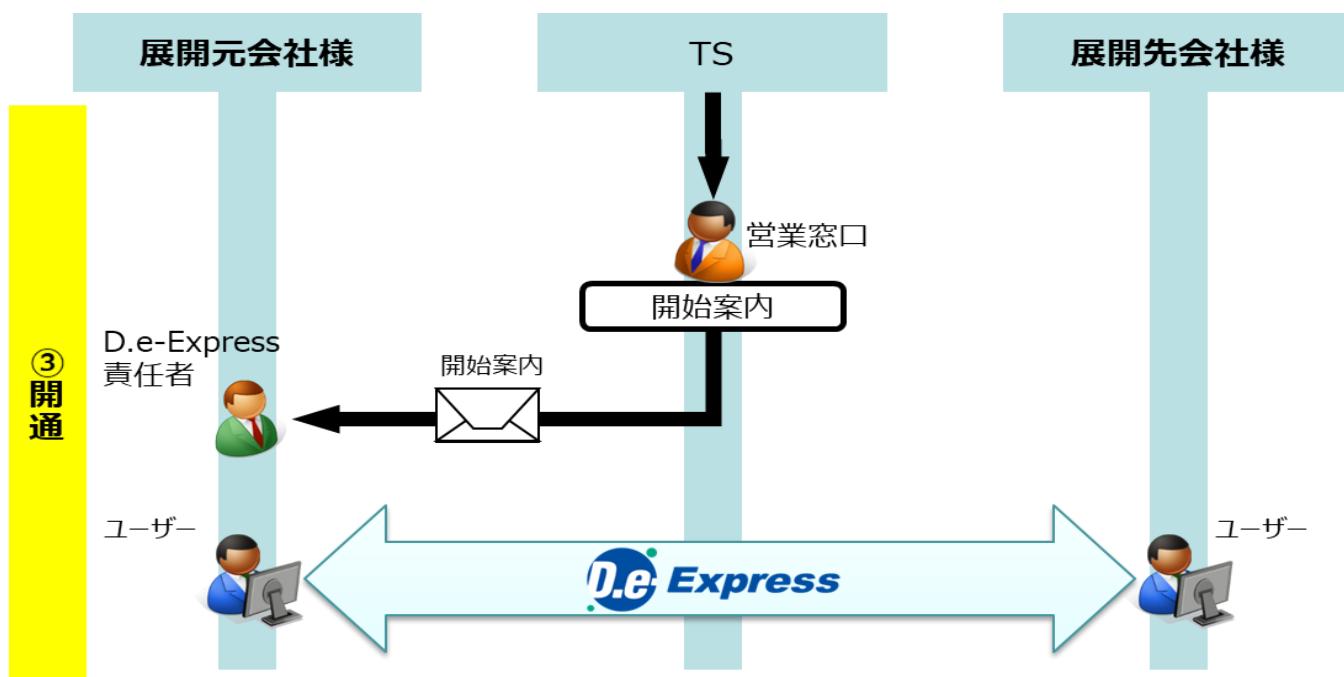 展開元会社様
TS
展開先会社様
営業窓口
開始案内
D.e-Express
責任者
開始案内
③開通
ユーザー
ユーザー
D.e Express